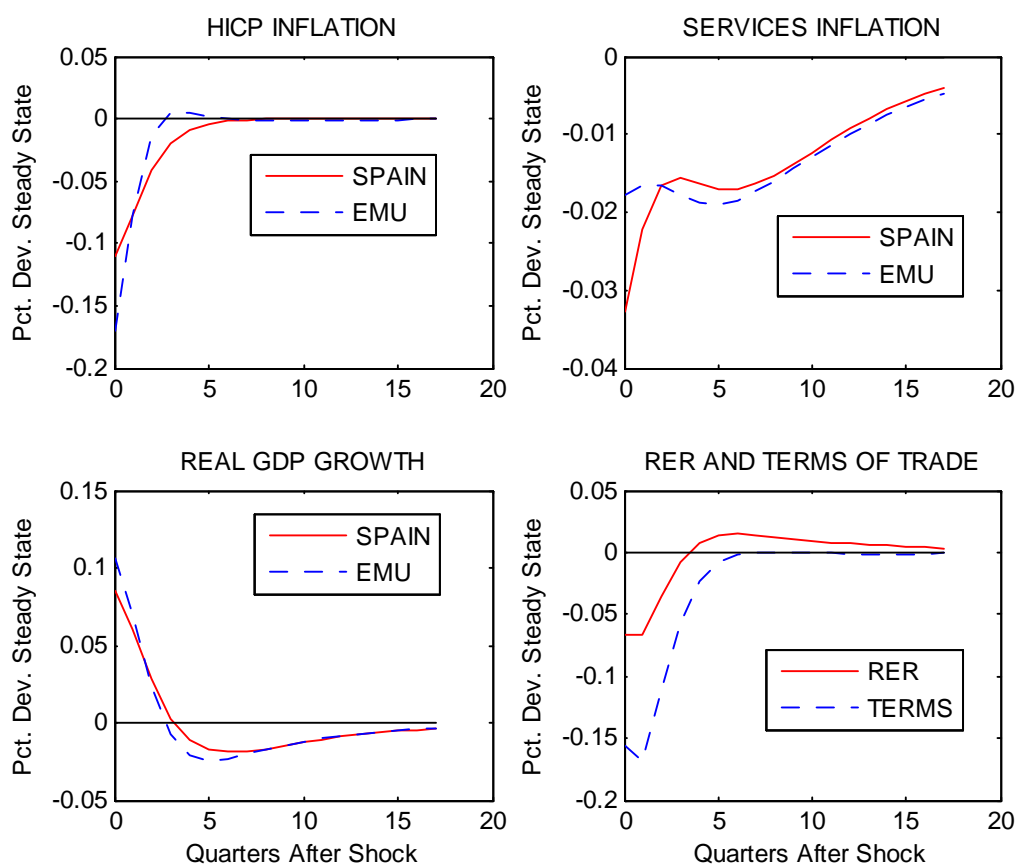 HICP INFLATION
0.05
0
-0.05
-0.1
-0.15
-0.2
Pct. Dev. Steady State
SPAIN
EMU
0 5 10 15 20
SERVICES INFLATION
0
-0.01
-0.02
-0.03
-0.04
Pct. Dev. Steady State
SPAIN
EMU
0 5 10 15 20
REAL GDP GROWTH
0.15
0.1
0.05
0
-0.05
Pct. Dev. Steady State
SPAIN
EMU
0 5 10 15 20
Quarters After Shock
RER AND TERMS OF TRADE
0.05
0
-0.05
-0.1
-0.15
-0.2
Pct. Dev. Steady State
RER
TERMS
0 5 10 15 20
Quarters After Shock